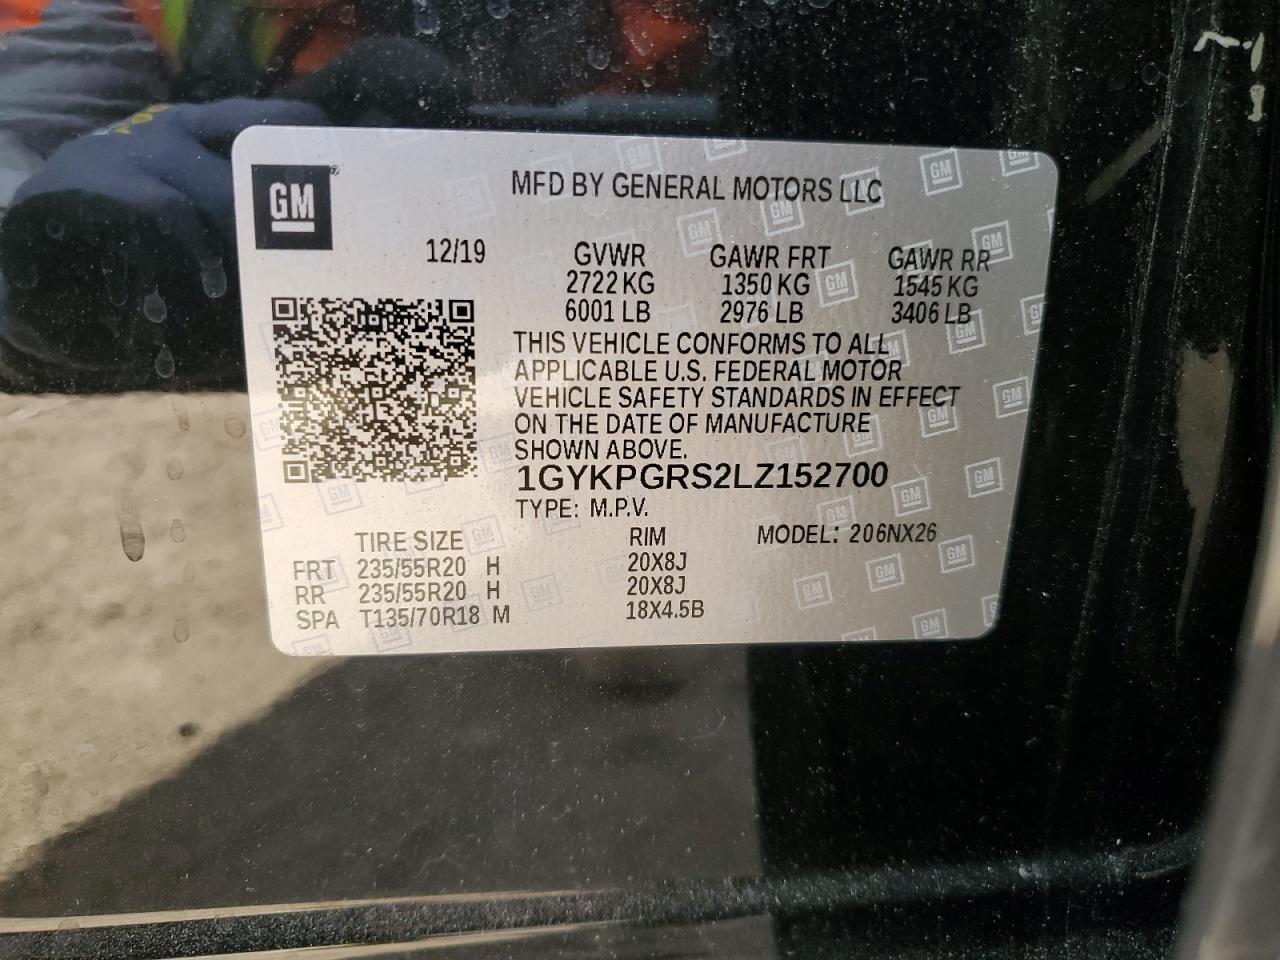 GM
MFD BY GENERAL MOTORS LLC
12/19 GVWR GAWR FRT GAWR RR
2722 KG 1350 KG 1545 KG
6001 LB 2976 LB 3406 LB
THIS VEHICLE CONFORMS TO ALL
APPLICABLE U.S. FEDERAL MOTOR
VEHICLE SAFETY STANDARDS IN EFFECT
ON THE DATE OF MANUFACTURE
SHOWN ABOVE.
1GYKPGRS2LZ152700
TYPE: M.P.V.
TIRE SIZE RIM MODEL: 206NX26
FRT 235/55R20 H 20X8J
RR 235/55R20 H 20X8J
SPA T135/70R18 M 18X4.5B